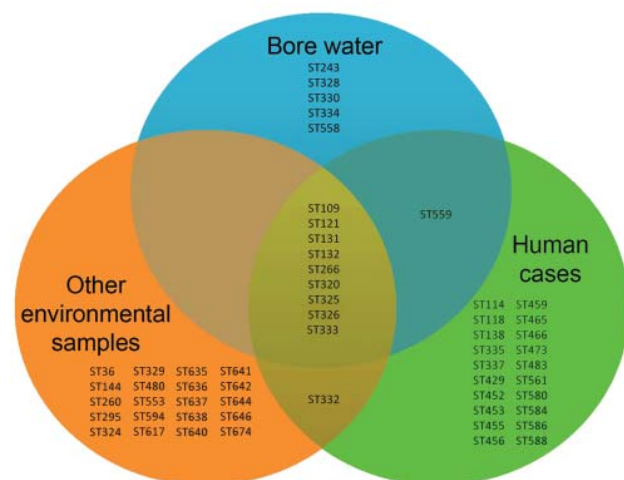 Bore water
ST243
ST328
ST330
ST334
ST558
ST109
ST121
ST131
ST132
ST266
ST320
ST325
ST326
ST333
ST559
Human
cases
ST114 ST459
ST118 ST465
ST138 ST466
ST335 ST473
ST337 ST483
ST429 ST561
ST452 ST580
ST453 ST584
ST455 ST586
ST456 ST588
Other
environmental
samples
ST36 ST329 ST635 ST641
ST144 ST480 ST636 ST642
ST260 ST553 ST637 ST644
ST295 ST594 ST638 ST646
ST324 ST617 ST640 ST674
ST332